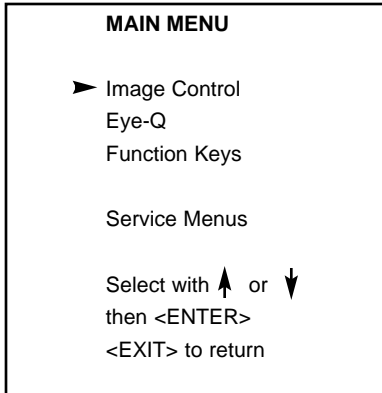 MAIN MENU
Image Control
Eye-Q
Function Keys
Service Menus
Select with or
then <ENTER>
<EXIT> to return